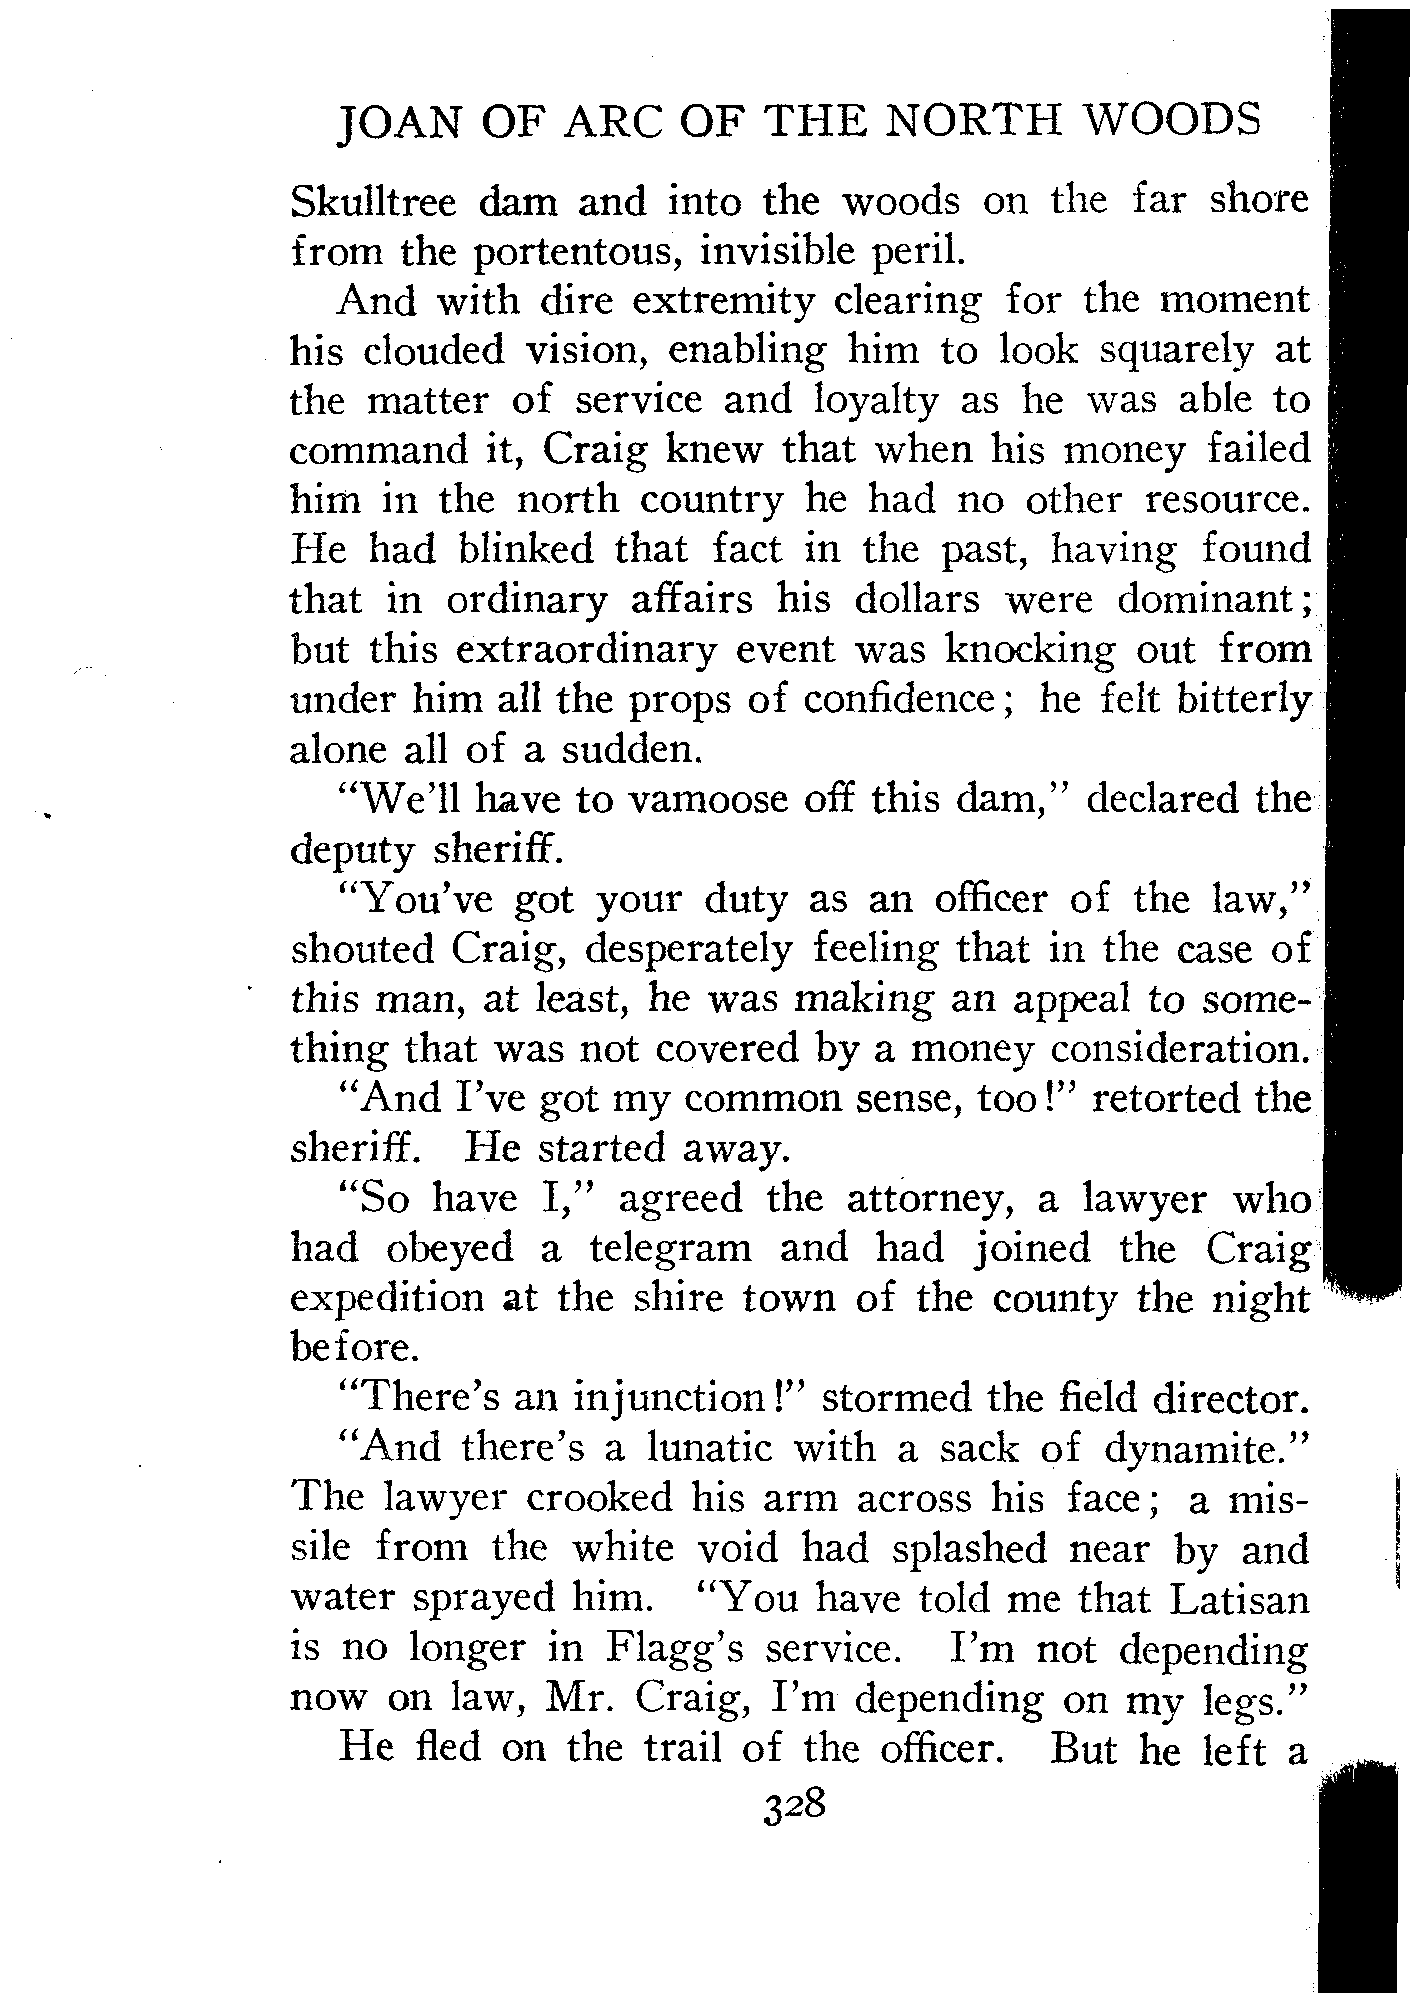 JOAN OF ARC OF THE NORTH WOODS
Skulltree dam and into the woods on the far shore
from the portentous, invisible peril.
And with dire extremity clearing for the moment
his clouded vision, enabling him to look squarely at
the matter of service and loyalty as he was able to
command it, Craig knew that when his money failed
him in the north country he had no other resource.
He had blinked that fact in the past, having found
that in ordinary affairs his dollars were dominant;
but this extraordinary event was knocking out from
under him all the props of confidence; he felt bitterly
alone all of a sudden.
"We'll have to vamoose off this dam," declared the
deputy sheriff.
"You've got your duty as an officer of the law,"
shouted Craig, desperately feeling that in the case of
this man, at least, he was making an appeal to some-
thing that was not covered by a money consideration.
"And I've got my common sense, too!" retorted the
sheriff. He started away.
"So have I," agreed the attorney, a lawyer who
had obeyed a telegram and had joined the Craig
expedition at the shire town of the county the night
before.
"There's an injunction!" stormed the field director.
"And there's a lunatic with a sack of dynamite."
The lawyer crooked his arm across his face; a mis-
sile from the white void had splashed near by and
water sprayed him. "You have told me that Latisan
is no longer in Flagg's service. I'm not depending
now on law, Mr. Craig, I'm depending on my legs."
He fled on the trail of the officer. But he left a
328